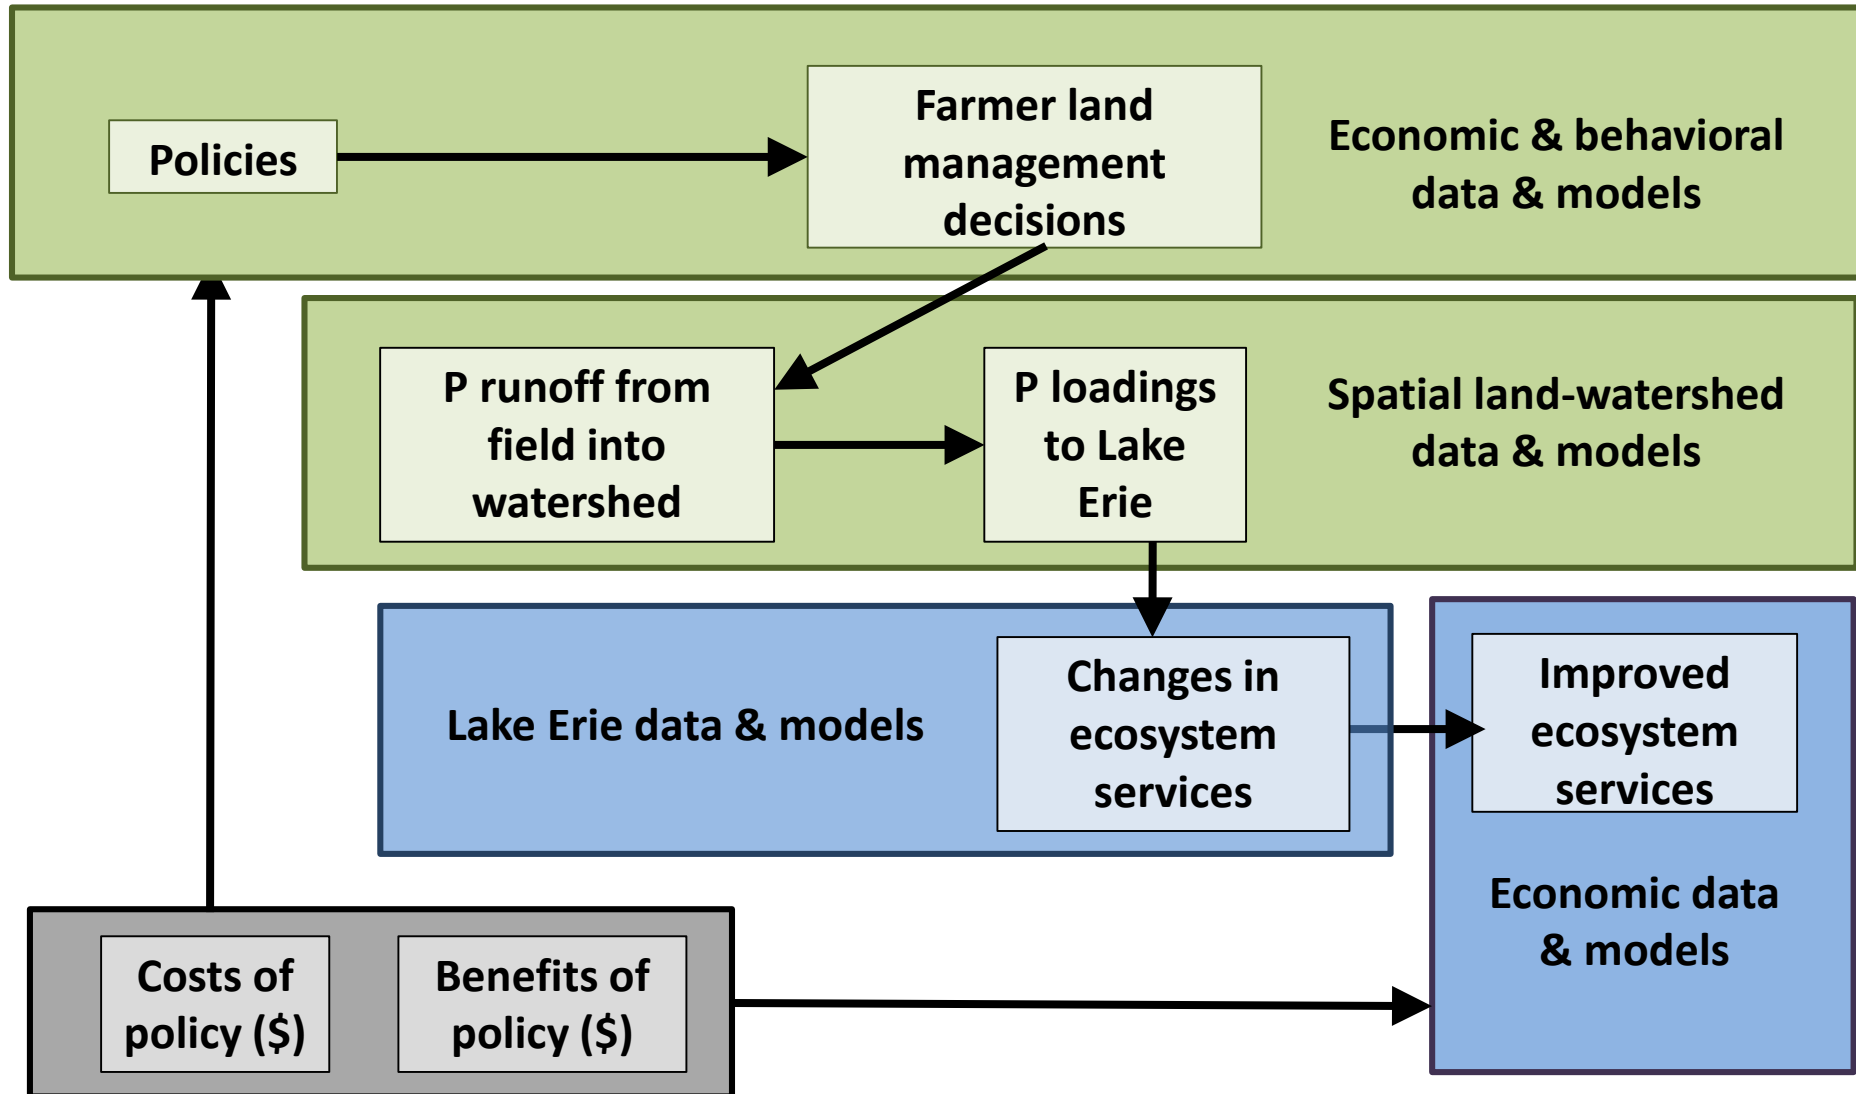 Policies
Farmer land
management
decisions
Economic & behavioral
data & models
P runoff from
field into
watershed
P loadings
to Lake
Erie
Spatial land-watershed
data & models
Lake Erie data & models
Changes in
ecosystem
services
Improved
ecosystem
services
Economic data
& models
Costs of
policy ($)
Benefits of
policy ($)